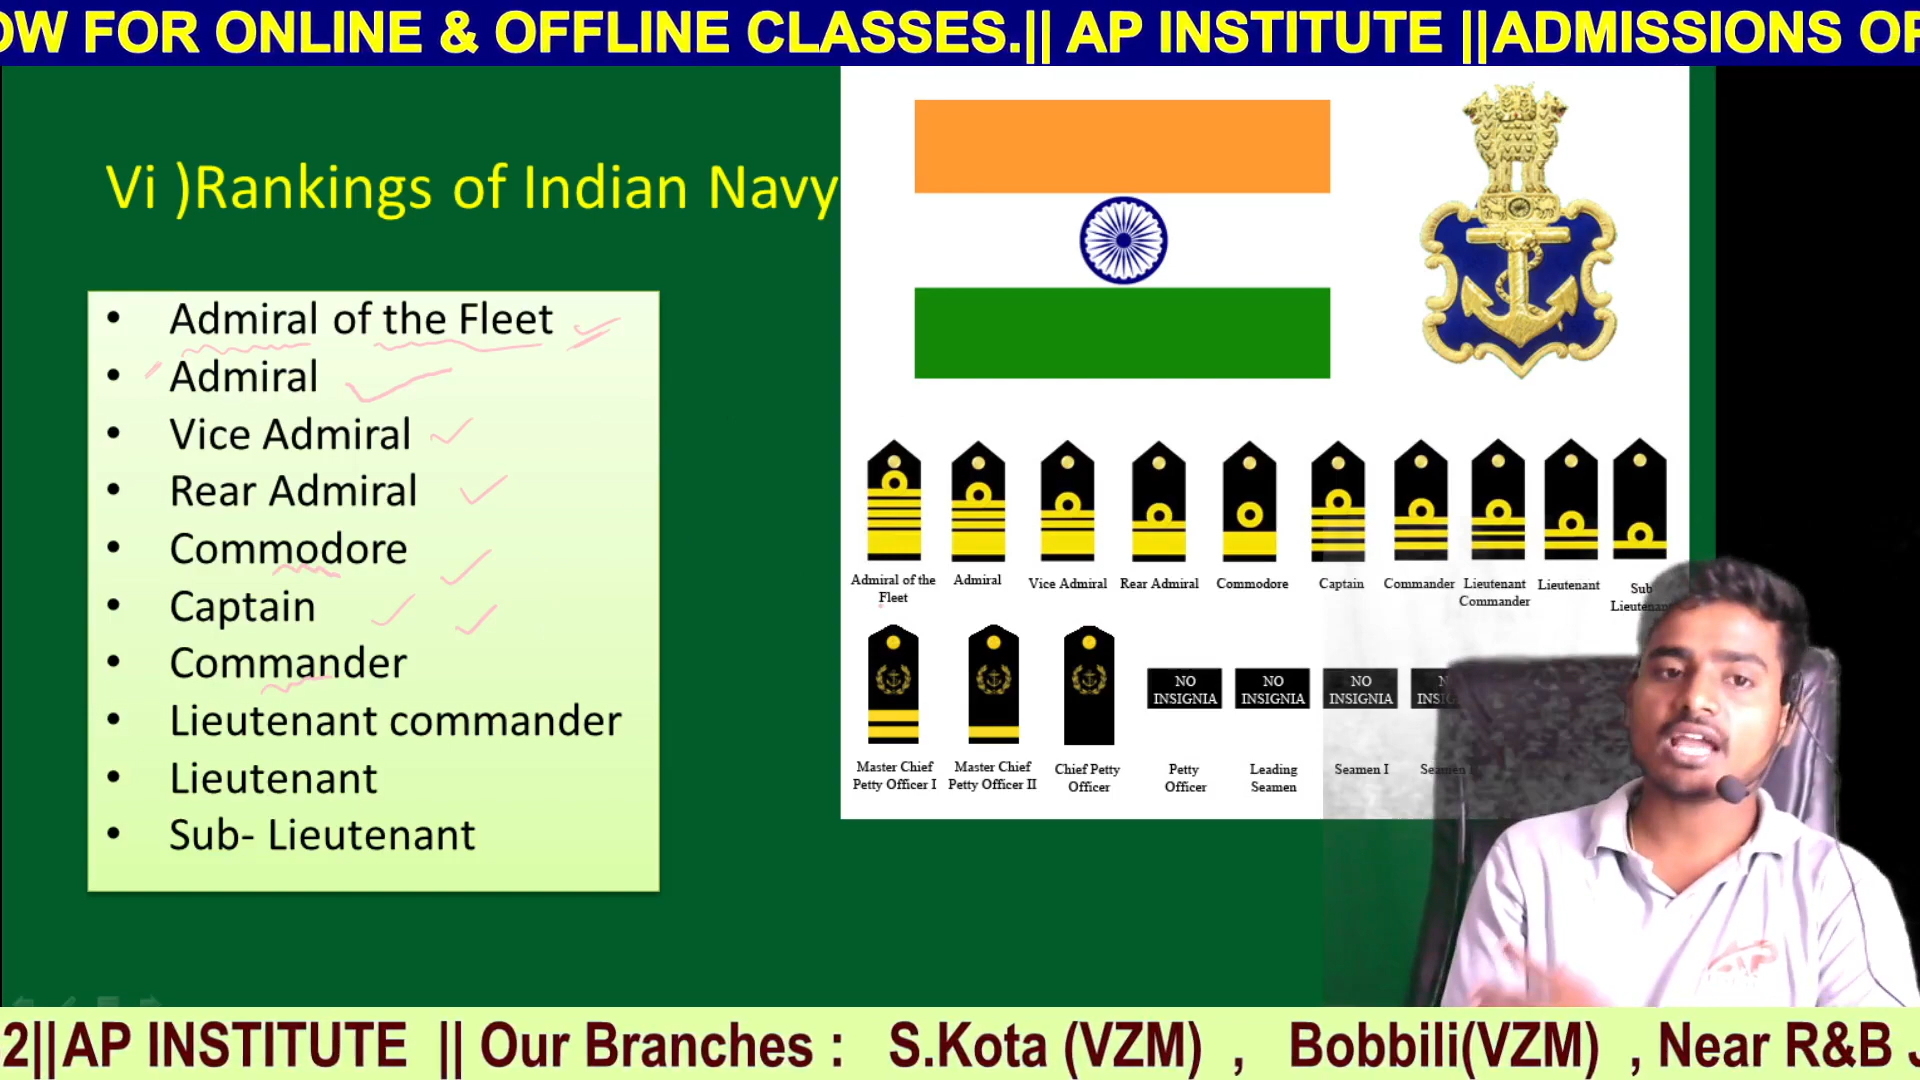 OW FOR ONLINE & OFFLINE CLASSES.|| AP INSTITUTE ||ADMISSIONS OP
Vi )Rankings of Indian Navy
• Admiral of the Fleet
• Admiral
• Vice Admiral
• Rear Admiral
• Commodore
• Captain
• Commander
• Lieutenant commander
• Lieutenant
• Sub- Lieutenant
Admiral of the
Fleet
Admiral
Vice Admiral
Rear Admiral
Commodore
Captain
Commander
Lieutenant
Commander
Lieutenant
Sub
Lieutenant
NO
INSIGNIA
NO
INSIGNIA
NO
INSIGNIA
N
INSIG
Master Chief
Petty Officer I
Master Chief
Petty Officer II
Chief Petty
Officer
Petty
Officer
Leading
Seamen
Seamen I
Seamen
2||AP INSTITUTE || Our Branches : S.Kota (VZM) , Bobbili(VZM) , Near R&B J